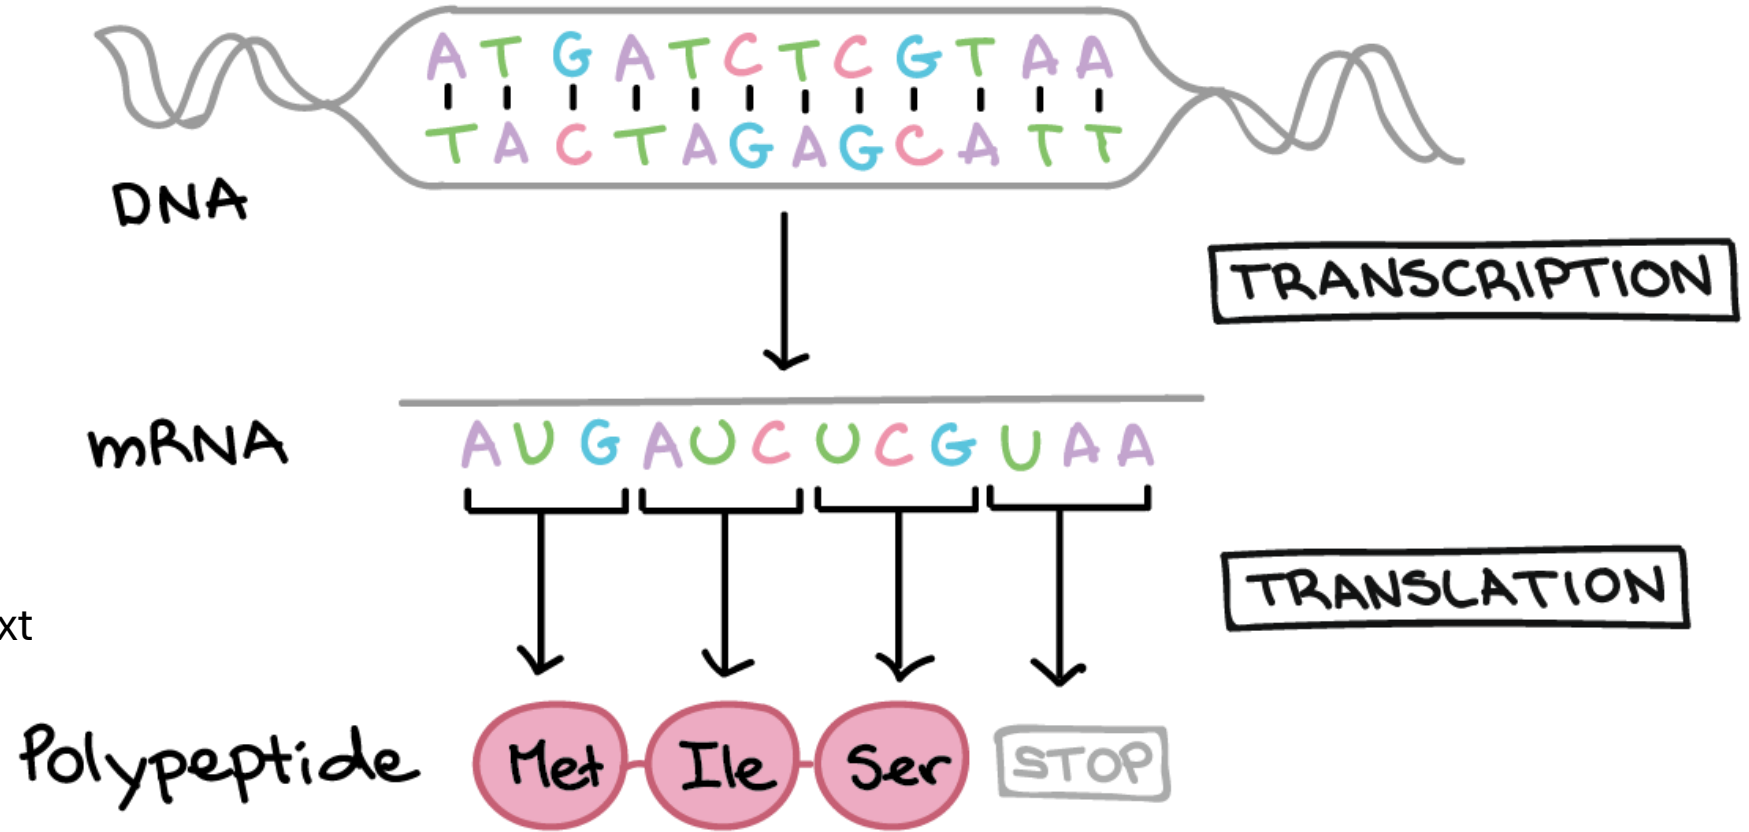 A T G A T C T C G T A A
T A C T A G A G C A T T
DNA
TRANSCRIPTION
mRNA
A U G A U C U C G U A A
TRANSLATION
xt
Polypeptide
Met Ile Ser STOP